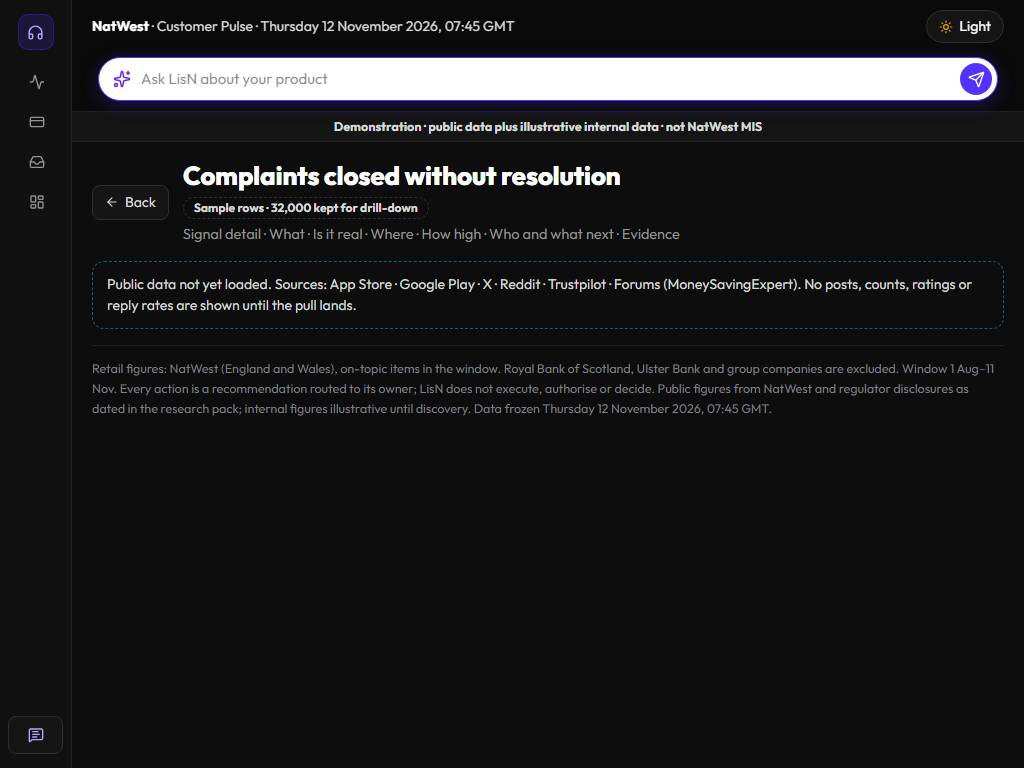 NatWest · Customer Pulse · Thursday 12 November 2026, 07:45 GMT
Light
Ask LisN about your product
Demonstration · public data plus illustrative internal data · not NatWest MIS
Back
Complaints closed without resolution
Sample rows · 32,000 kept for drill-down
Signal detail · What · Is it real · Where · How high · Who and what next · Evidence
Public data not yet loaded. Sources: App Store · Google Play · X · Reddit · Trustpilot · Forums (MoneySavingExpert). No posts, counts, ratings or
reply rates are shown until the pull lands.
Retail figures: NatWest (England and Wales), on-topic items in the window. Royal Bank of Scotland, Ulster Bank and group companies are excluded. Window 1 Aug–11
Nov. Every action is a recommendation routed to its owner; LisN does not execute, authorise or decide. Public figures from NatWest and regulator disclosures as
dated in the research pack; internal figures illustrative until discovery. Data frozen Thursday 12 November 2026, 07:45 GMT.